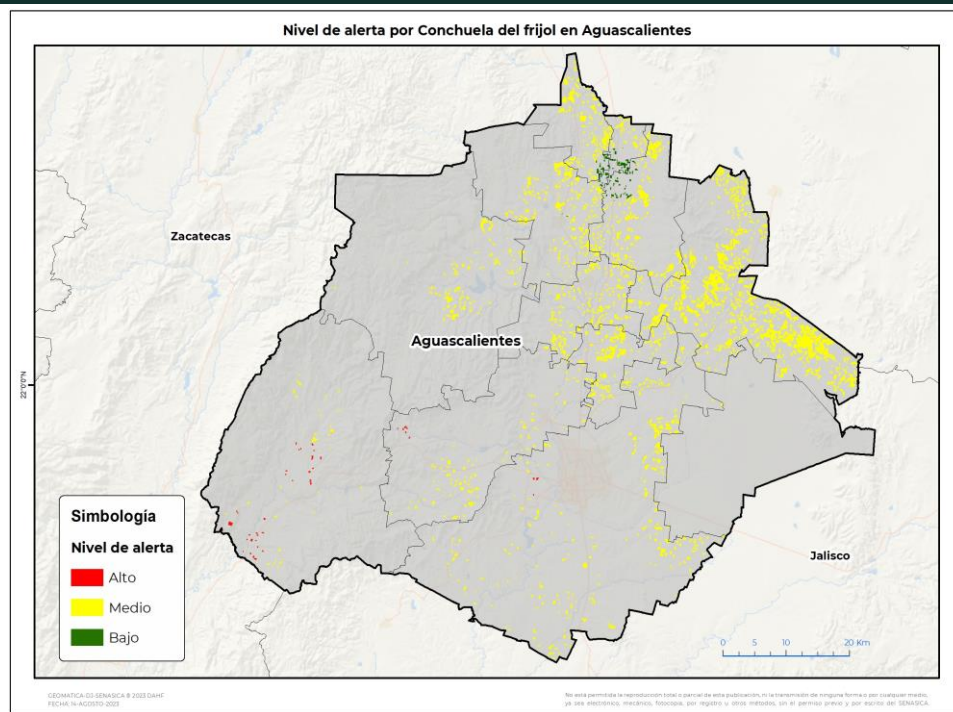 Nivel de alerta por Conchuela del frijol en Aguascalientes
Zacatecas
Aguascalientes
22°0'0"N
Simbología
Nivel de alerta
Alto
Medio
Bajo
Jalisco
0 5 10 20 Km
GEOMATICA-DJ-SENASICA © 2023 DAHF
FECHA: 14-AGOSTO-2023
No está permitida la reproducción total o parcial de esta publicación, ni la transmisión de ninguna forma o por cualquier medio,
ya sea electrónico, mecánico, fotocopia, por registro u otros métodos, sin el permiso previo y por escrito del SENASICA.